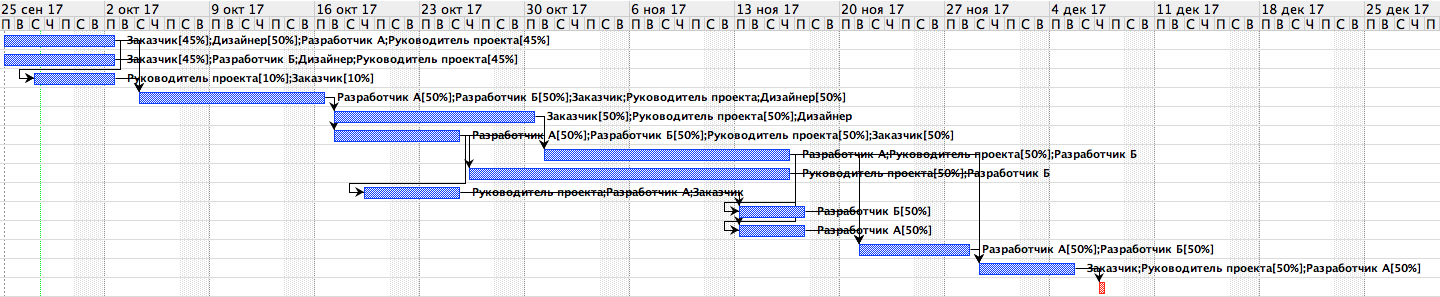 25 сен 17 2 окт 17 9 окт 17 16 окт 17 23 окт 17 30 окт 17 6 ноя 17 13 ноя 17 20 ноя 17 27 ноя 17 4 дек 17 11 дек 17 18 дек 17 25 дек 17
П В С Ч П С В П В С Ч П С В П В С Ч П С В П В С Ч П С В П В С Ч П С В П В С Ч П С В П В С Ч П С В П В С Ч П С В П В С Ч П С В П В С Ч П С В П В С Ч П С В П В С Ч П С В П В С Ч П С В П В С Ч П
Заказчик[45%];Дизайнер[50%];Разработчик А;Руководитель проекта[45%]
Заказчик[45%];Разработчик Б;Дизайнер;Руководитель проекта[45%]
Руководитель проекта[10%];Заказчик[10%]
Разработчик А[50%];Разработчик Б[50%];Заказчик;Руководитель проекта;Дизайнер[50%]
Заказчик[50%];Руководитель проекта[50%];Дизайнер
Разработчик А[50%];Разработчик Б[50%];Руководитель проекта[50%];Заказчик[50%]
Разработчик А;Руководитель проекта[50%];Разработчик Б
Руководитель проекта[50%];Разработчик Б
Руководитель проекта;Разработчик А;Заказчик
Разработчик Б[50%]
Разработчик А[50%]
Разработчик А[50%];Разработчик Б[50%]
Заказчик;Руководитель проекта[50%];Разработчик А[50%]